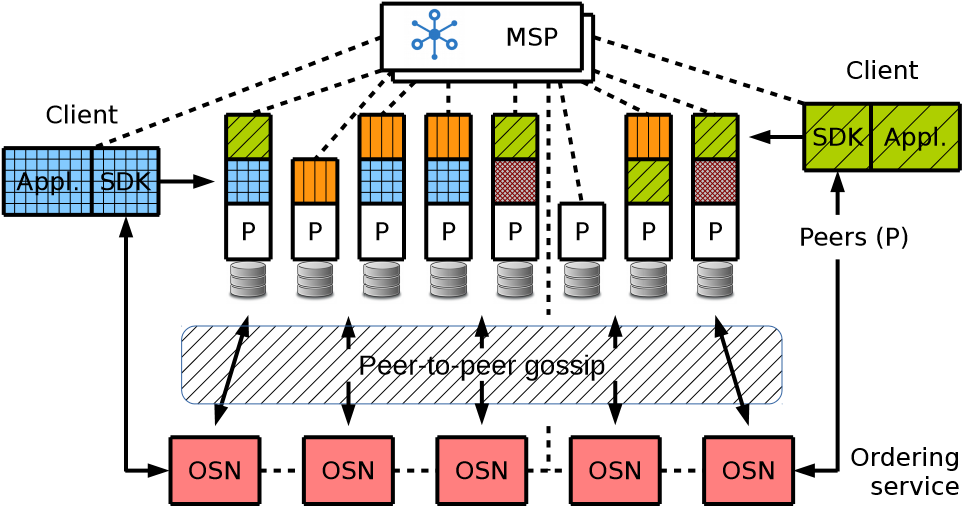 MSP
Client
Client
SDK Appl.
Appl. SDK
P P P P P P P P
Peers (P)
Peer-to-peer gossip
OSN OSN OSN OSN OSN
Ordering
service